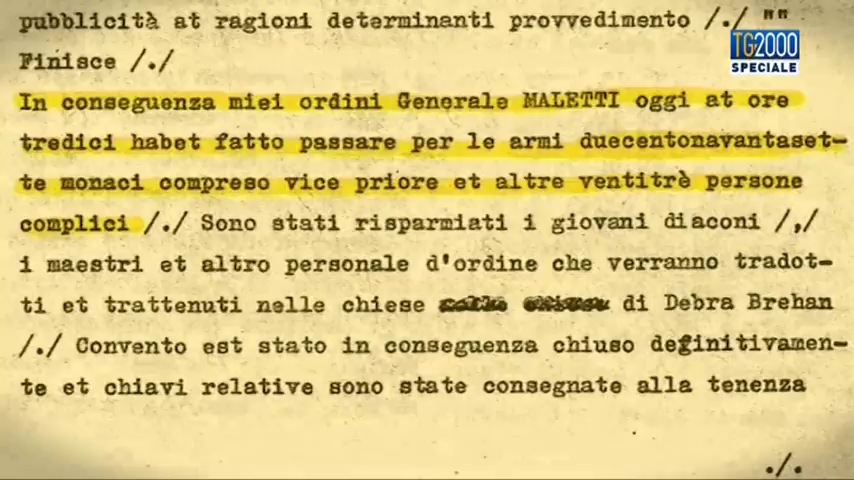 pubblicità at ragioni determinanti provvedimento /./ ""
TG2000
SPECIALE
Finisce /./
In conseguenza miei ordini Generale MALETTI oggi at ore
tredici habet fatto passare per le armi duecentonavantaset-
te monaci compreso vice priore et altre ventitrè persone
complici /./ Sono stati risparmiati i giovani diaconi /,/
i maestri et altro personale d'ordine che verranno tradot-
ti et trattenuti nelle chiese di Debra Brehan
/./ Convento est stato in conseguenza chiuso definitivamen-
te et chiavi relative sono state consegnate alla tenenza
./.